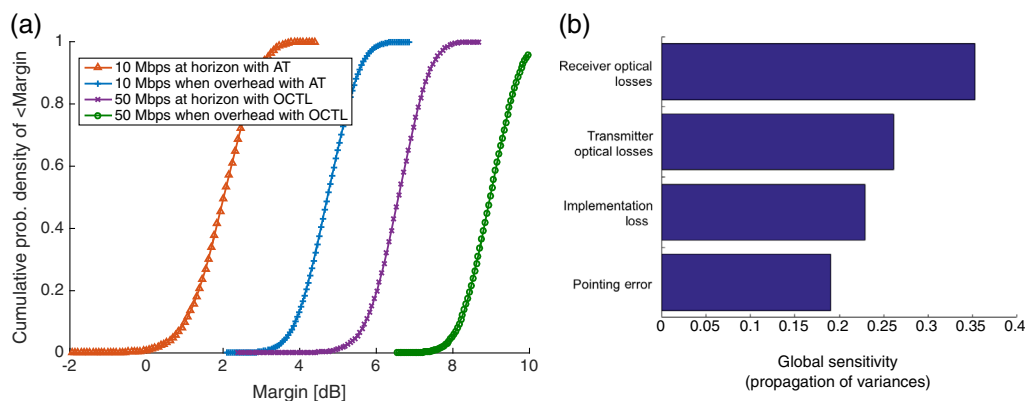 (a)
Cumulative prob. density of <Margin
1
0.8
0.6
0.4
0.2
0
10 Mbps at horizon with AT
10 Mbps when overhead with AT
50 Mbps at horizon with OCTL
50 Mbps when overhead with OCTL
-2 0 2 4 6 8 10
Margin [dB]
(b)
Receiver optical
losses
Transmitter
optical losses
Implementation
loss
Pointing error
0 0.05 0.15 0.2 0.25 0.3 0.35 0.4
Global sensitivity
(propagation of variances)